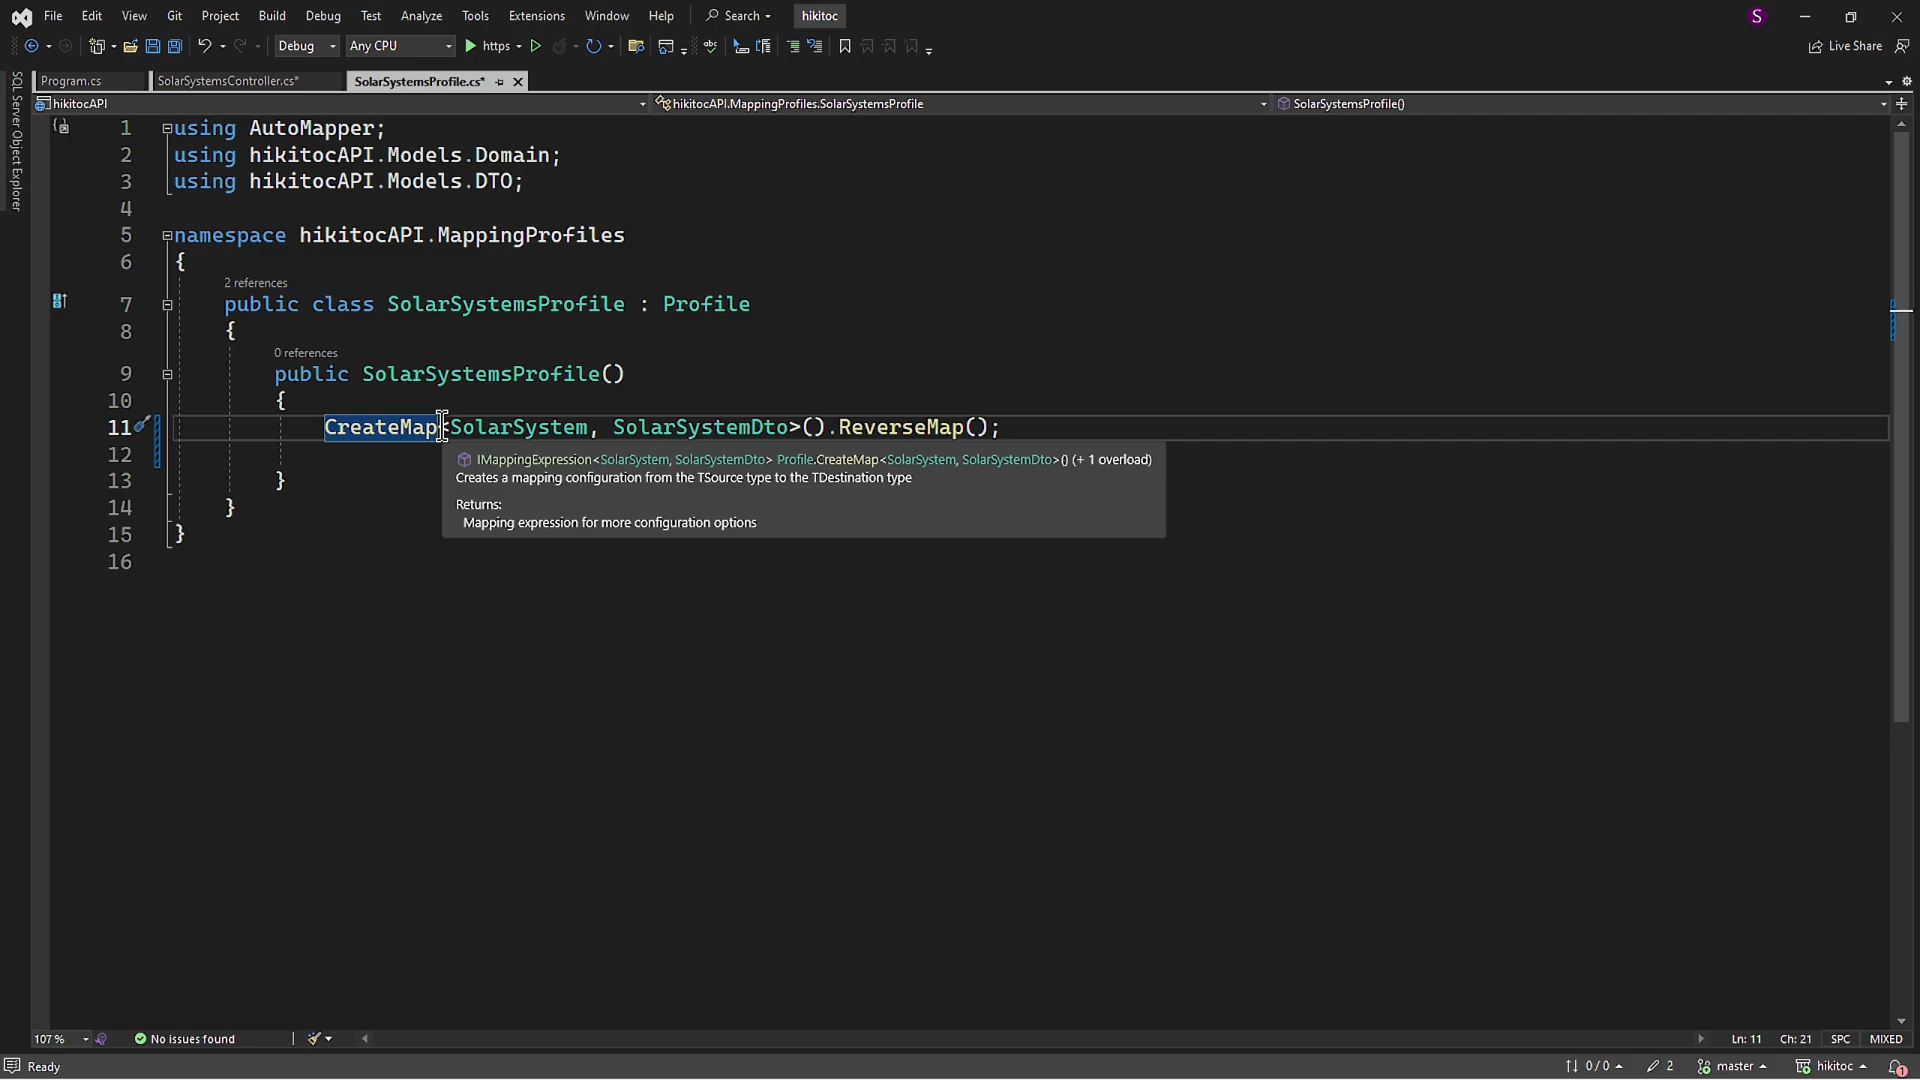 File Edit View Git Project Build Debug Test Analyze Tools Extensions Window Help Search hikitoc S
Debug Any CPU https Live Share
Program.cs SolarSystemsController.cs* SolarSystemsProfile.cs*
hikitocAPI hikitocAPI.MappingProfiles.SolarSystemsProfile SolarSystemsProfile()
SQL Server Object Explorer
1 using AutoMapper;
2 using hikitocAPI.Models.Domain;
3 using hikitocAPI.Models.DTO;
4
5 namespace hikitocAPI.MappingProfiles
6 {
2 references
7 public class SolarSystemsProfile : Profile
8 {
0 references
9 public SolarSystemsProfile()
10 {
11 CreateMap<SolarSystem, SolarSystemDto>().ReverseMap();
IMappingExpression<SolarSystem, SolarSystemDto> Profile.CreateMap<SolarSystem, SolarSystemDto>() (+ 1 overload)
Creates a mapping configuration from the TSource type to the TDestination type
Returns:
Mapping expression for more configuration options
12
13 }
14 }
15 }
16
107 % No issues found Ln: 11 Ch: 21 SPC MIXED
Ready 0 / 0 2 master hikitoc 1